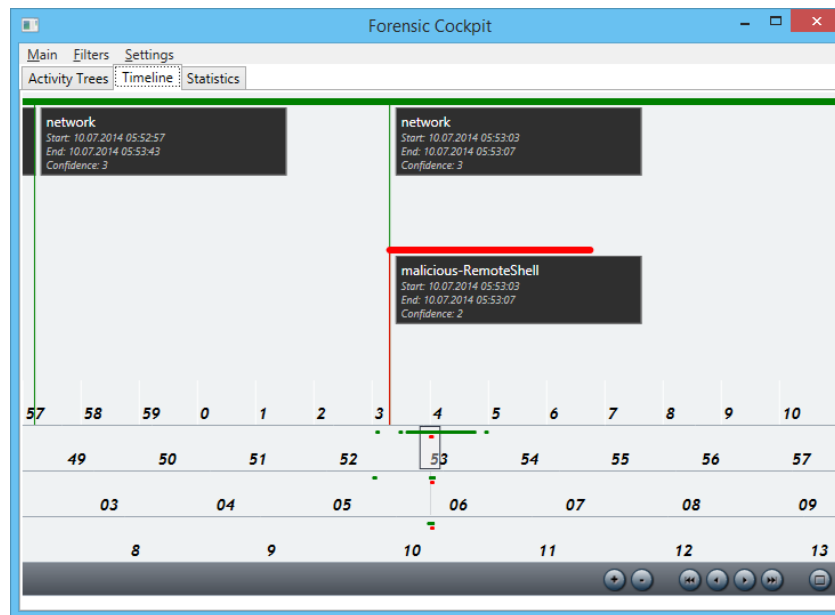 Forensic Cockpit
Main Filters Settings
Activity Trees Timeline Statistics
network
Start: 10.07.2014 05:52:57
End: 10.07.2014 05:53:43
Confidence: 3
network
Start: 10.07.2014 05:53:03
End: 10.07.2014 05:53:07
Confidence: 3
malicious-RemoteShell
Start: 10.07.2014 05:53:03
End: 10.07.2014 05:53:07
Confidence: 2
57 58 59 0 1 2 3 4 5 6 7 8 9 10
49 50 51 52 53 54 55 56 57
03 04 05 06 07 08 09
8 9 10 11 12 13